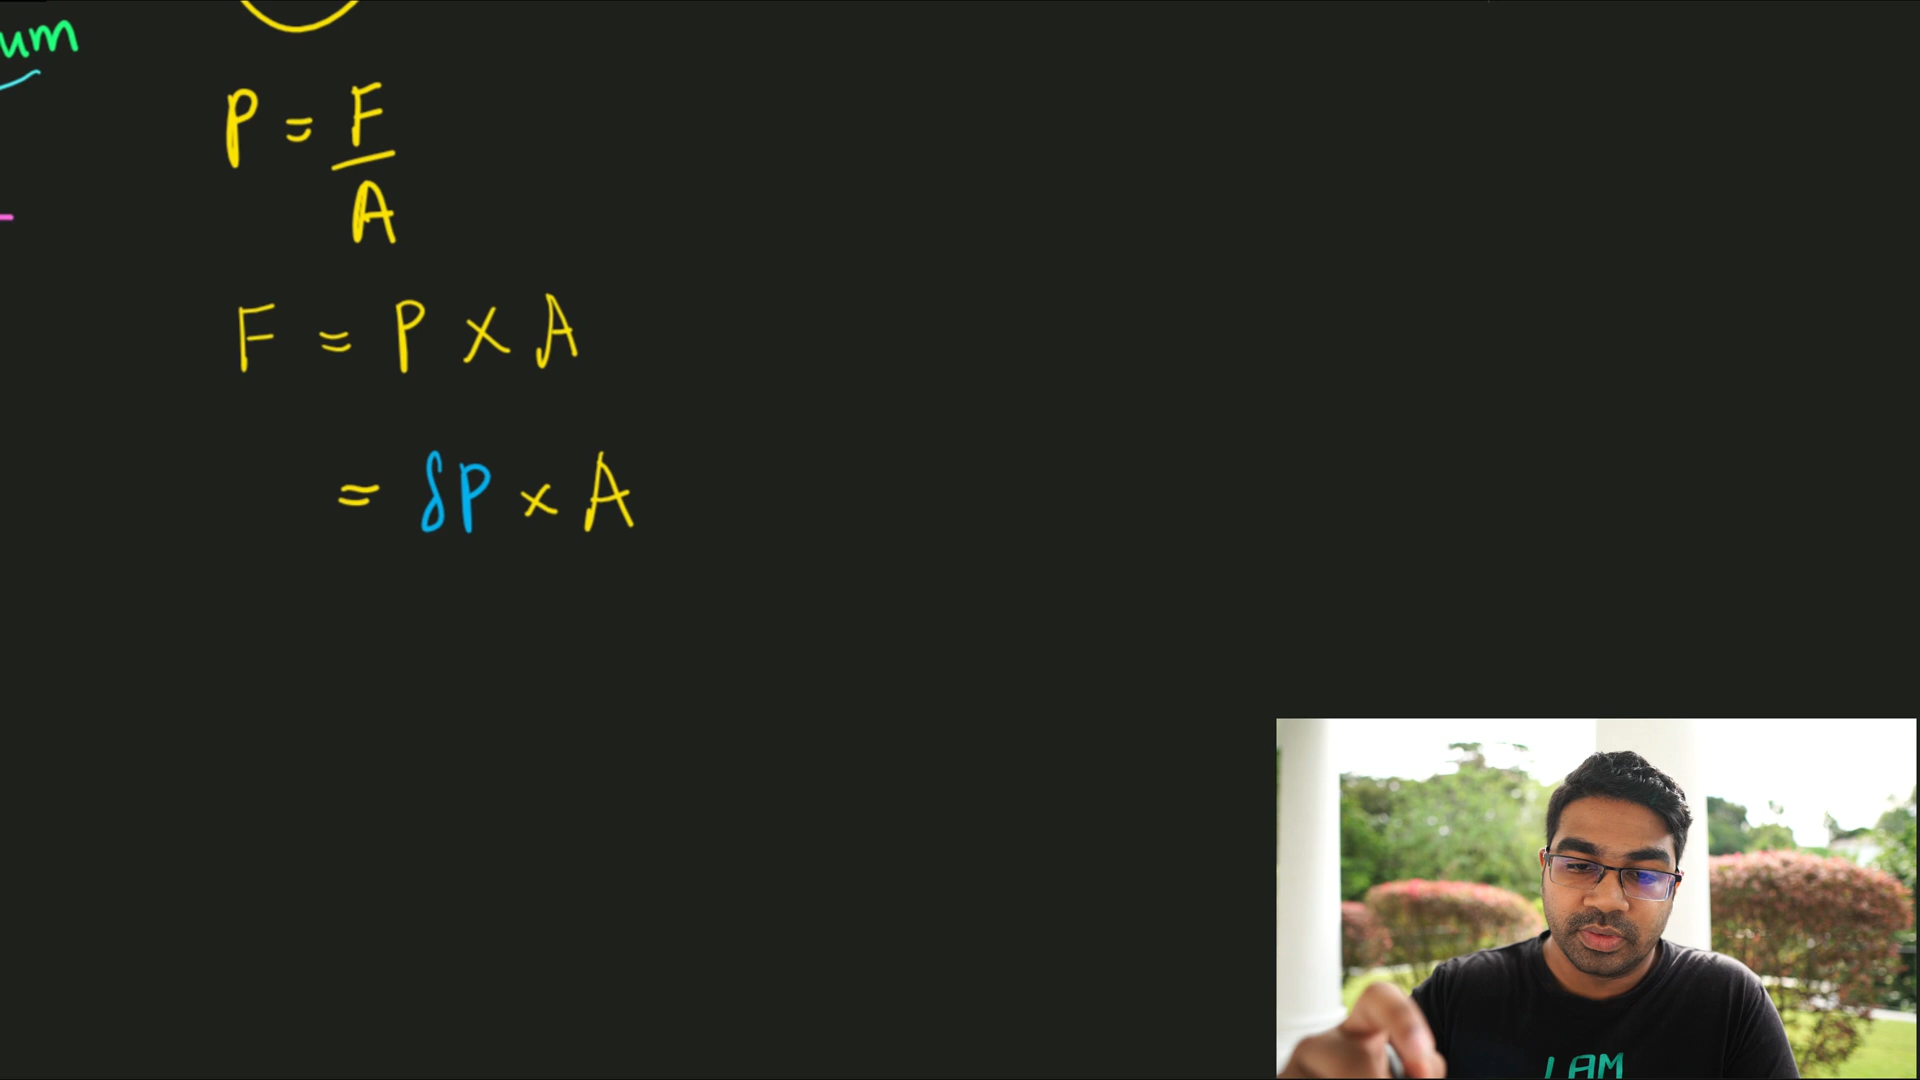 um
P = F/A
F = P × A
= δP × A
I AM